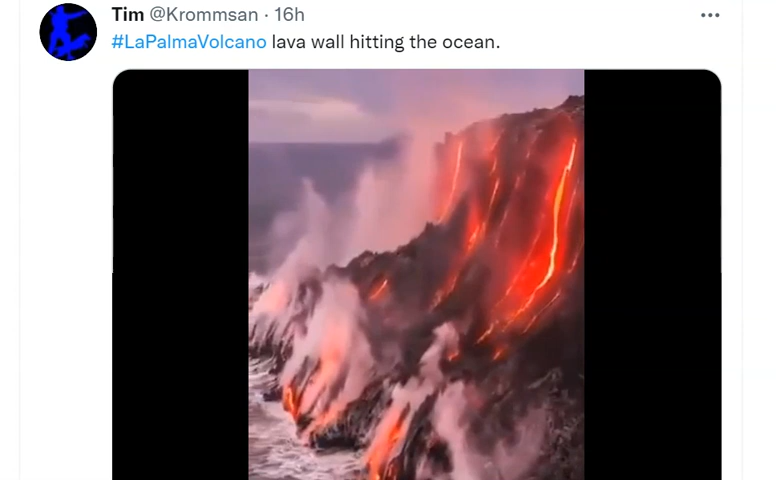 Tim @Krommsan · 16h
#LaPalmaVolcano lava wall hitting the ocean.